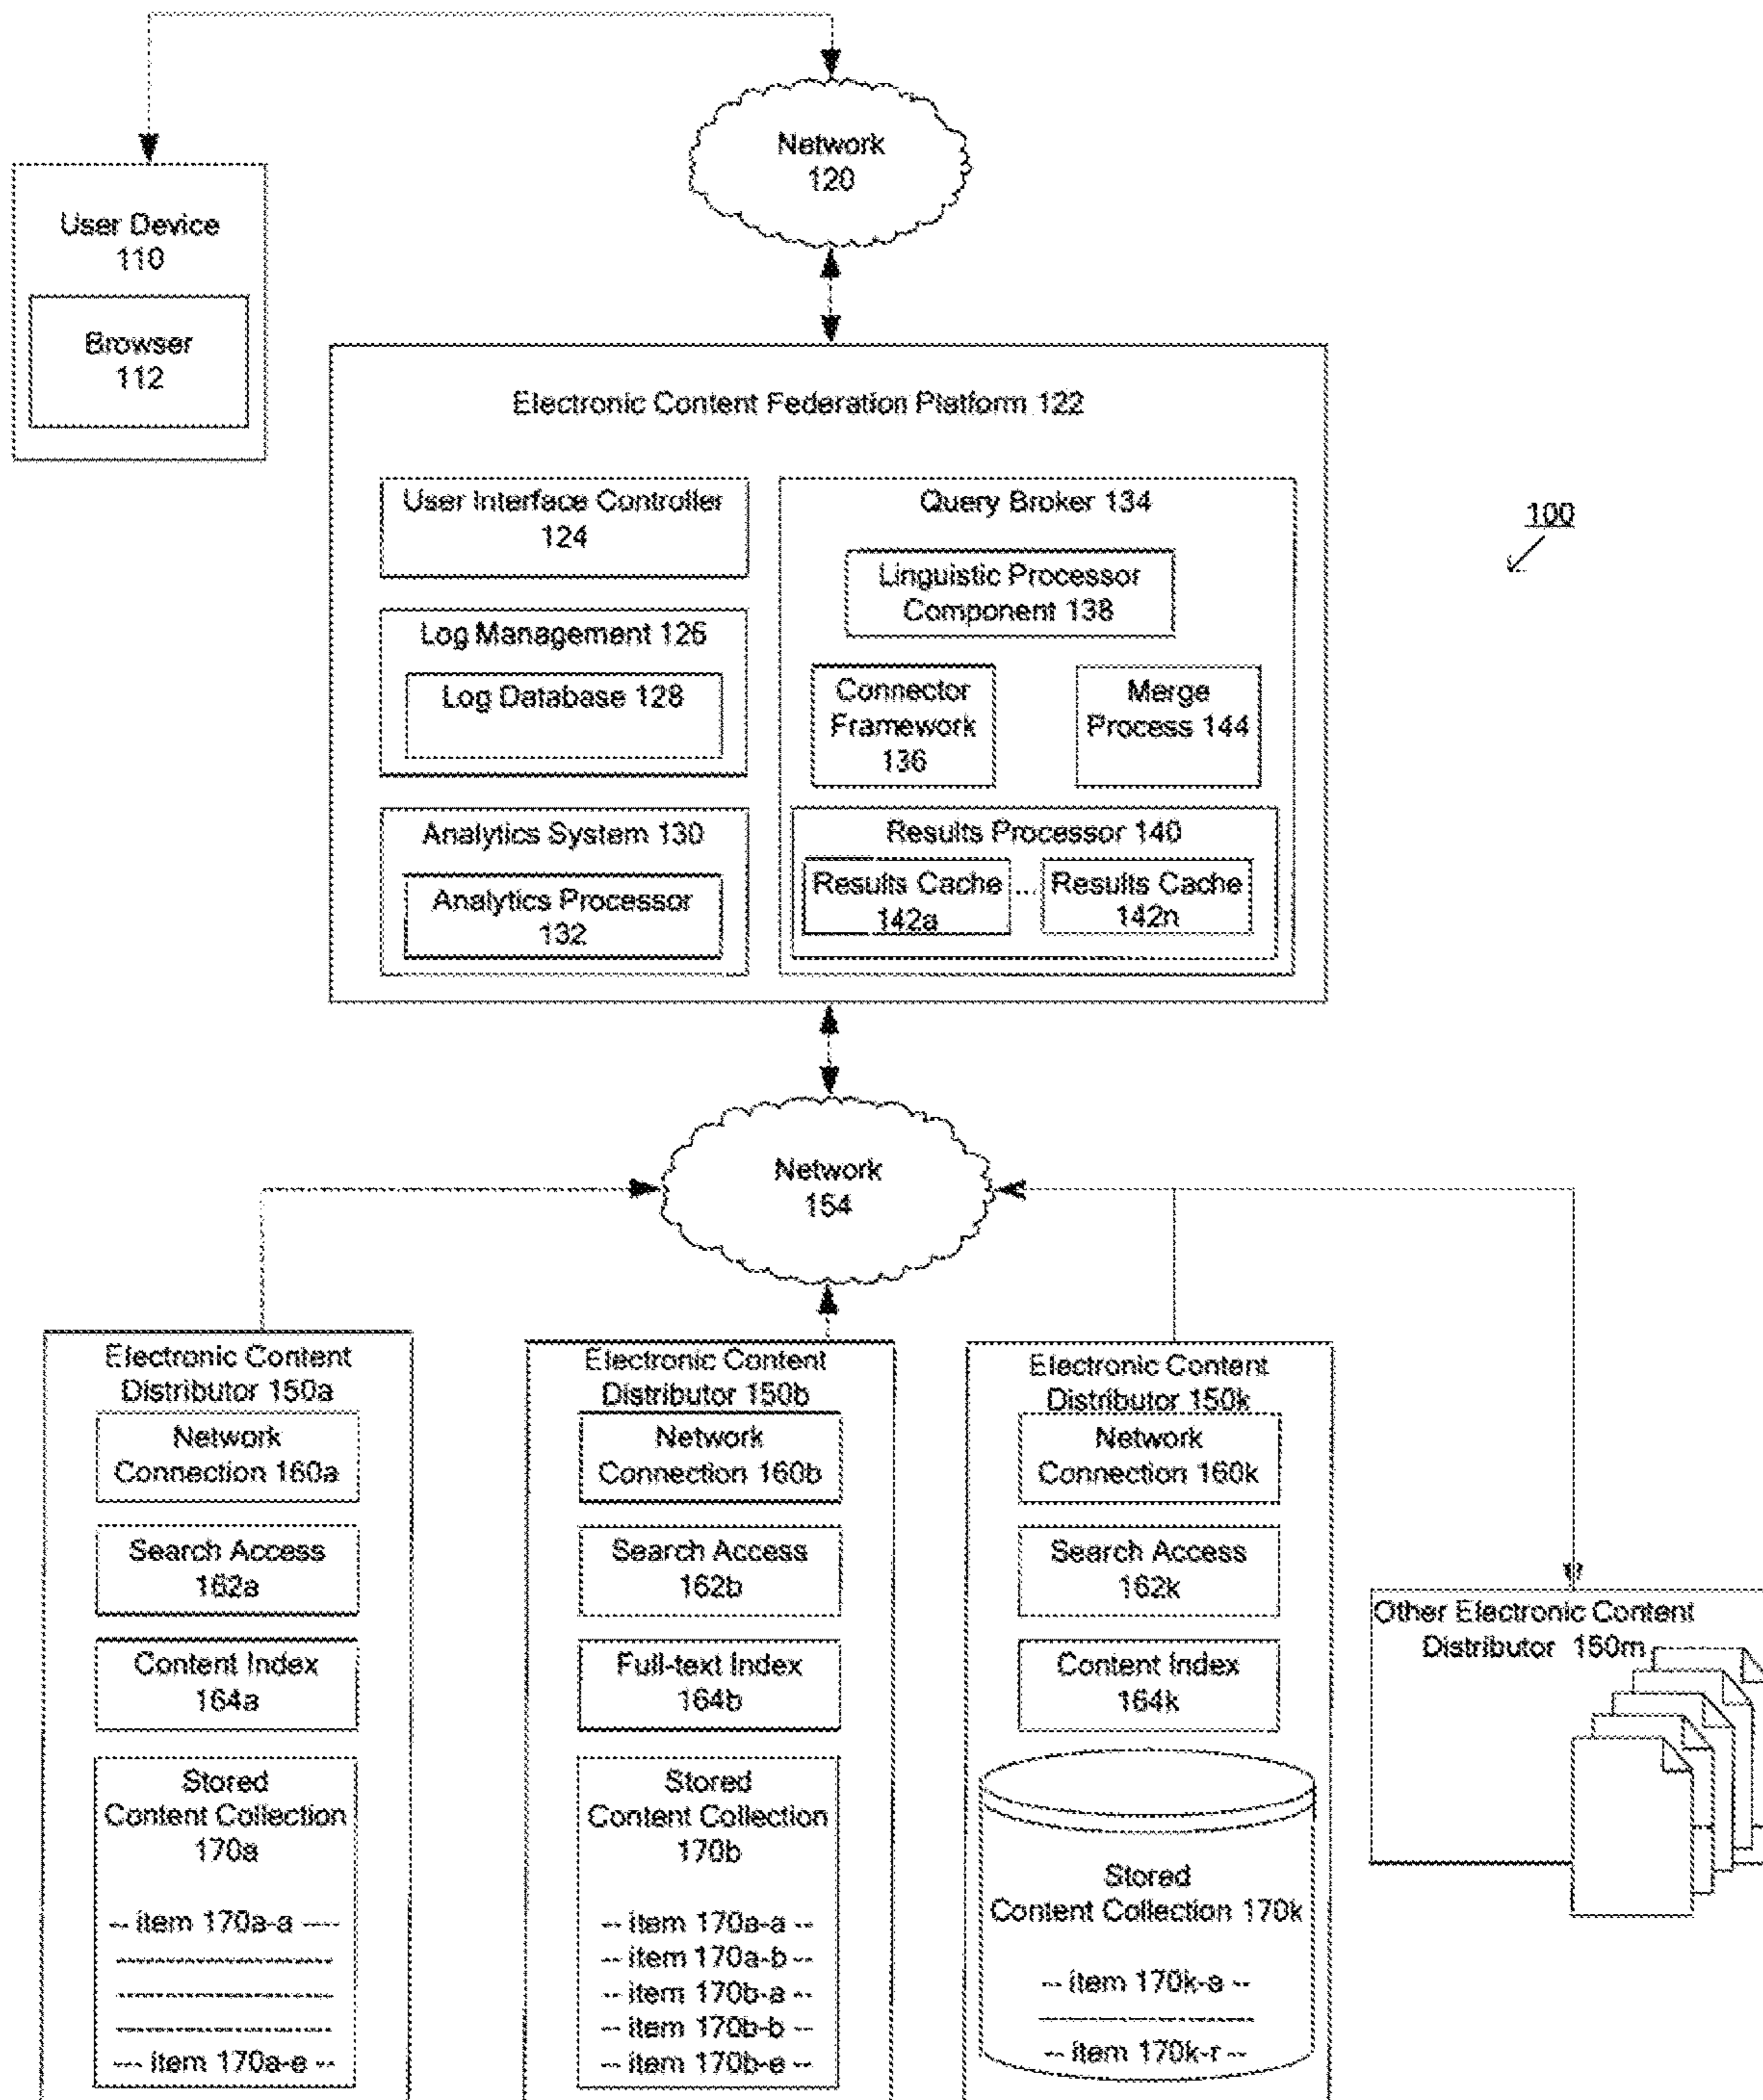 Network
120
User Device
110
Browser
112
Electronic Content Federation Platform 122
User Interface Controller
124
Log Management 126
Log Database 128
Analytics System 130
Analytics Processor
132
Query Broker 134
Linguistic Processor
Component 138
Connector
Framework
136
Merge
Process 144
Results Processor 140
Results Cache
142a
...
Results Cache
142n
100
Network
154
Electronic Content
Distributor 150a
Network
Connection 160a
Search Access
162a
Content Index
164a
Stored
Content Collection
170a
-- item 170a-a ----
--- item 170a-e --
Electronic Content
Distributor 150b
Network
Connection 160b
Search Access
162b
Full-text Index
164b
Stored
Content Collection
170b
-- item 170a-a --
-- item 170a-b --
-- item 170b-a --
-- item 170b-b --
-- item 170b-e --
Electronic Content
Distributor 150k
Network
Connection 160k
Search Access
162k
Content Index
164k
Stored
Content Collection 170k
-- item 170k-a --
-- item 170k-r --
Other Electronic Content
Distributor 150m